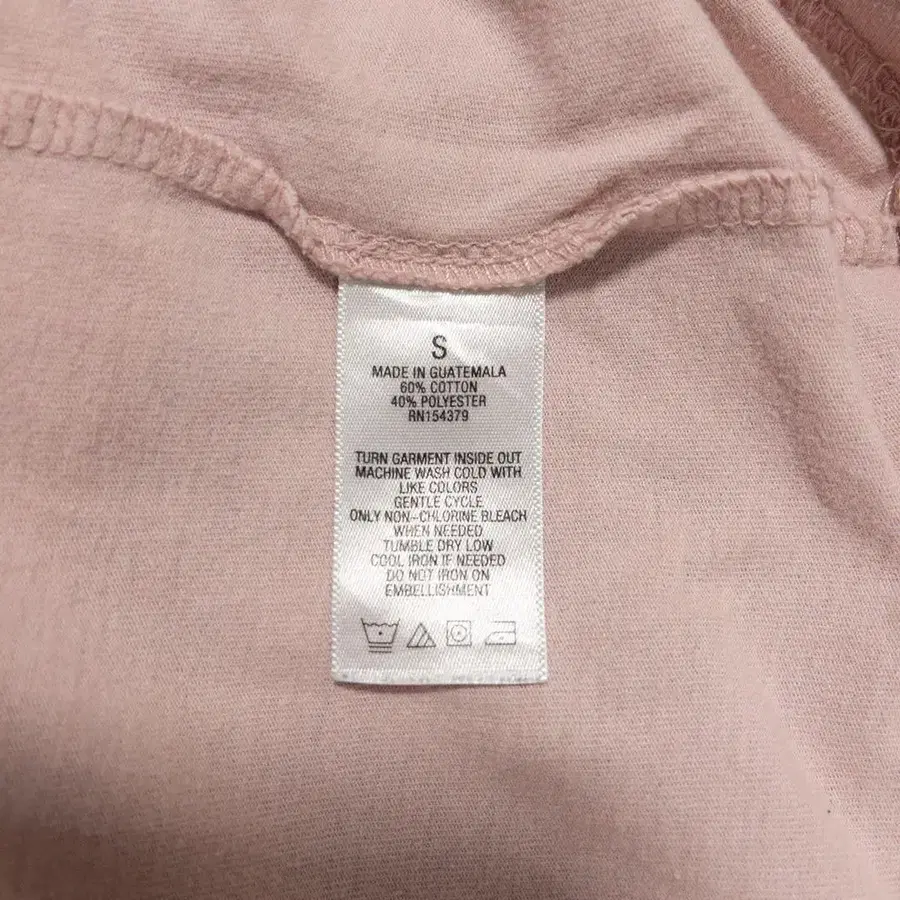 S
MADE IN GUATEMALA
60% COTTON
40% POLYESTER
RN154379
TURN GARMENT INSIDE OUT
MACHINE WASH COLD WITH
LIKE COLORS
GENTLE CYCLE
ONLY NON-CHLORINE BLEACH
WHEN NEEDED
TUMBLE DRY LOW
COOL IRON IF NEEDED
DO NOT IRON ON
EMBELLISHMENT